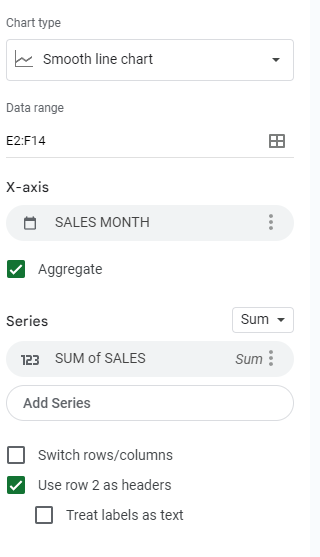 Chart type
Smooth line chart
Data range
E2:F14
X-axis
SALES MONTH
Aggregate
Series
Sum
123 SUM of SALES Sum
Add Series
Switch rows/columns
Use row 2 as headers
Treat labels as text